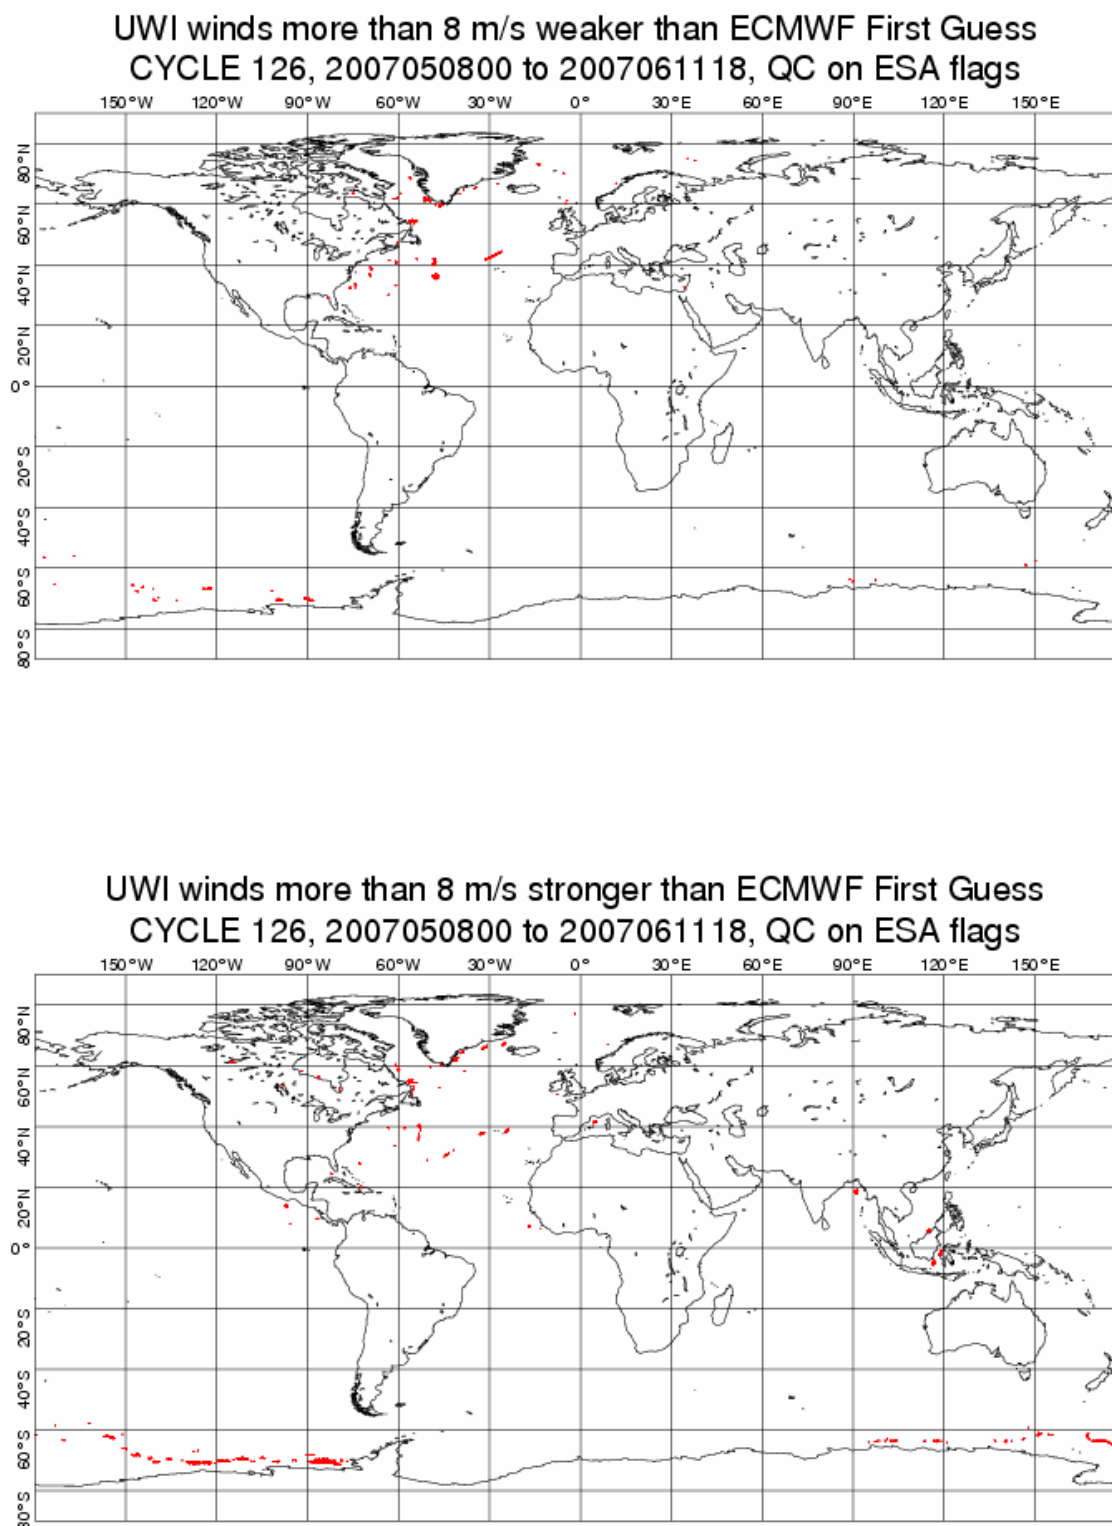 UWI winds more than 8 m/s weaker than ECMWF First Guess
CYCLE 126, 2007050800 to 2007061118, QC on ESA flags
150°W 120°W 90°W 60°W 30°W 0° 30°E 60°E 90°E 120°E 150°E
80°N
60°N
40°N
20°N
0°
20°S
40°S
60°S
80°S
UWI winds more than 8 m/s stronger than ECMWF First Guess
CYCLE 126, 2007050800 to 2007061118, QC on ESA flags
150°W 120°W 90°W 60°W 30°W 0° 30°E 60°E 90°E 120°E 150°E
80°N
60°N
40°N
20°N
0°
20°S
40°S
60°S
80°S